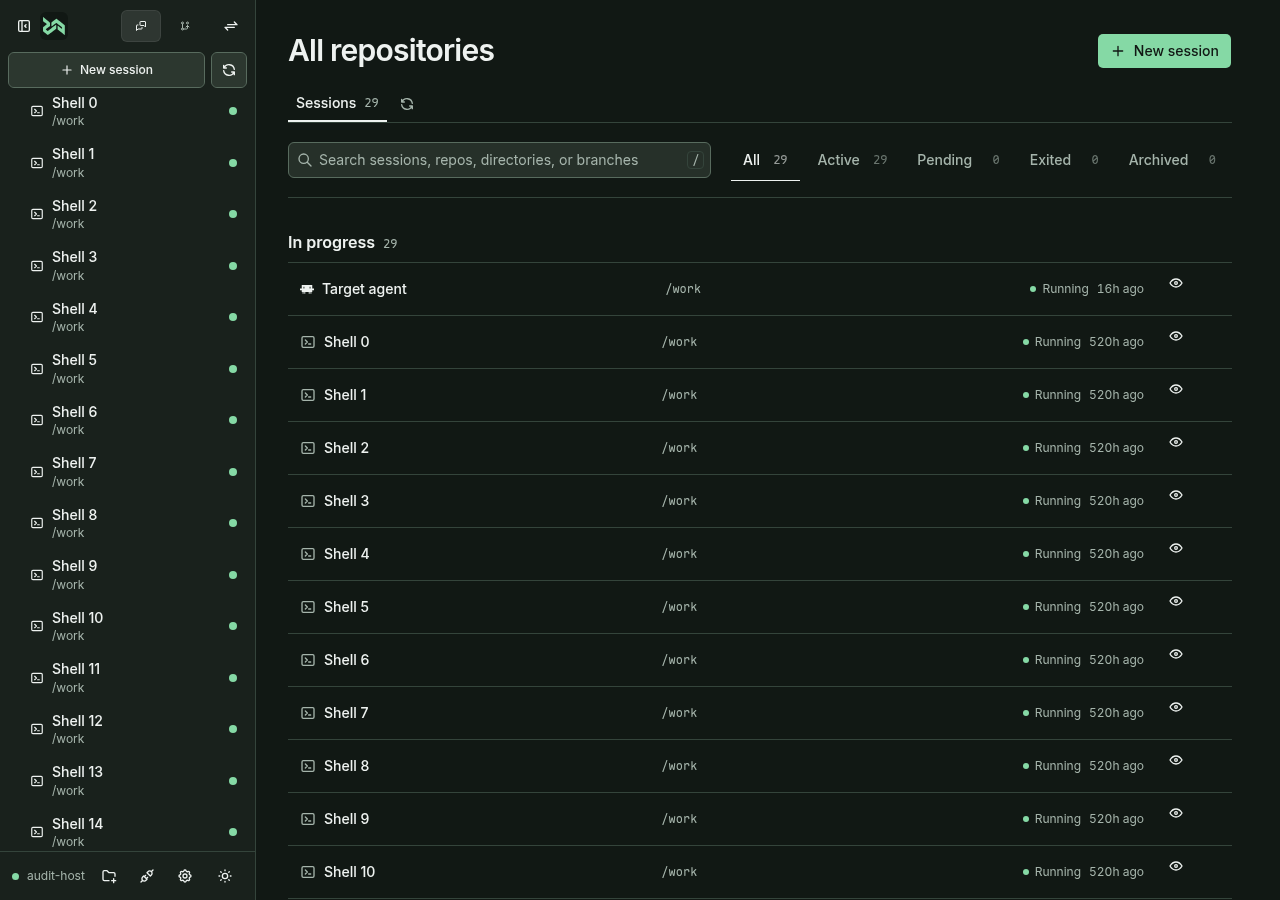 New session
Shell 0
/work
Shell 1
/work
Shell 2
/work
Shell 3
/work
Shell 4
/work
Shell 5
/work
Shell 6
/work
Shell 7
/work
Shell 8
/work
Shell 9
/work
Shell 10
/work
Shell 11
/work
Shell 12
/work
Shell 13
/work
Shell 14
/work
audit-host
All repositories
New session
Sessions 29
Search sessions, repos, directories, or branches /
All 29 Active 29 Pending 0 Exited 0 Archived 0
In progress 29
Target agent /work Running 16h ago
Shell 0 /work Running 520h ago
Shell 1 /work Running 520h ago
Shell 2 /work Running 520h ago
Shell 3 /work Running 520h ago
Shell 4 /work Running 520h ago
Shell 5 /work Running 520h ago
Shell 6 /work Running 520h ago
Shell 7 /work Running 520h ago
Shell 8 /work Running 520h ago
Shell 9 /work Running 520h ago
Shell 10 /work Running 520h ago